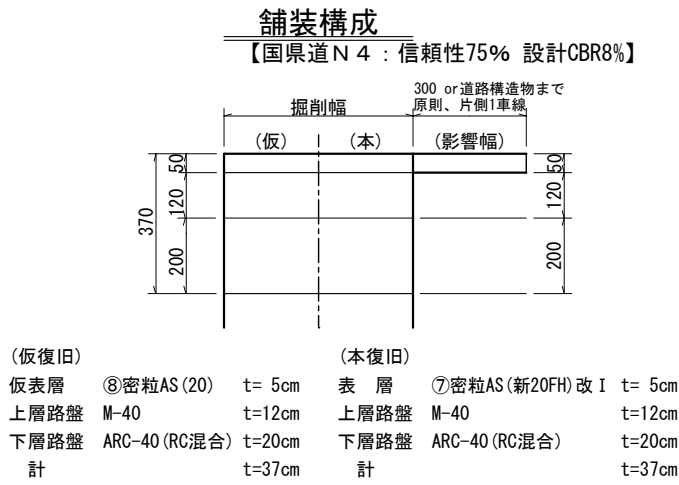 舗装構成
【国県道N4：信頼性75% 設計CBR8%】
300 or道路構造物まで
原則、片側1車線
掘削幅
(仮) (本) (影響幅)
50
120
200
370
50
120
200
(仮復旧)
仮表層 ⑧密粒AS(20) t= 5cm
上層路盤 M-40 t=12cm
下層路盤 ARC-40(RC混合) t=20cm
計 t=37cm
(本復旧)
表 層 ⑦密粒AS(新20FH)改Ⅰ t= 5cm
上層路盤 M-40 t=12cm
下層路盤 ARC-40(RC混合) t=20cm
計 t=37cm